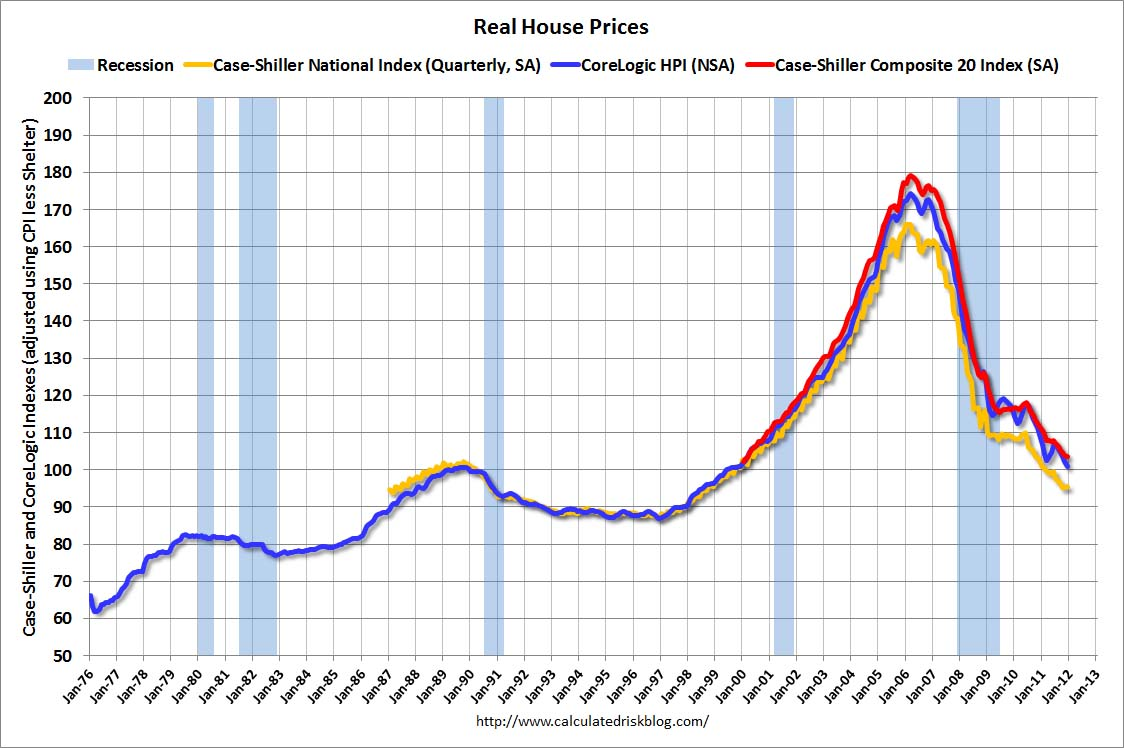 Real House Prices
Recession Case-Shiller National Index (Quarterly, SA) CoreLogic HPI (NSA) Case-Shiller Composite 20 Index (SA)
Case-Shiller and CoreLogic Indexes (adjusted using CPI less Shelter)
200
190
180
170
160
150
140
130
120
110
100
90
80
70
60
50
Jan-76
Jan-77
Jan-78
Jan-79
Jan-80
Jan-81
Jan-82
Jan-83
Jan-84
Jan-85
Jan-86
Jan-87
Jan-88
Jan-89
Jan-90
Jan-91
Jan-92
Jan-93
Jan-94
Jan-95
Jan-96
Jan-97
Jan-98
Jan-99
Jan-00
Jan-01
Jan-02
Jan-03
Jan-04
Jan-05
Jan-06
Jan-07
Jan-08
Jan-09
Jan-10
Jan-11
Jan-12
Jan-13
http://www.calculatedriskblog.com/